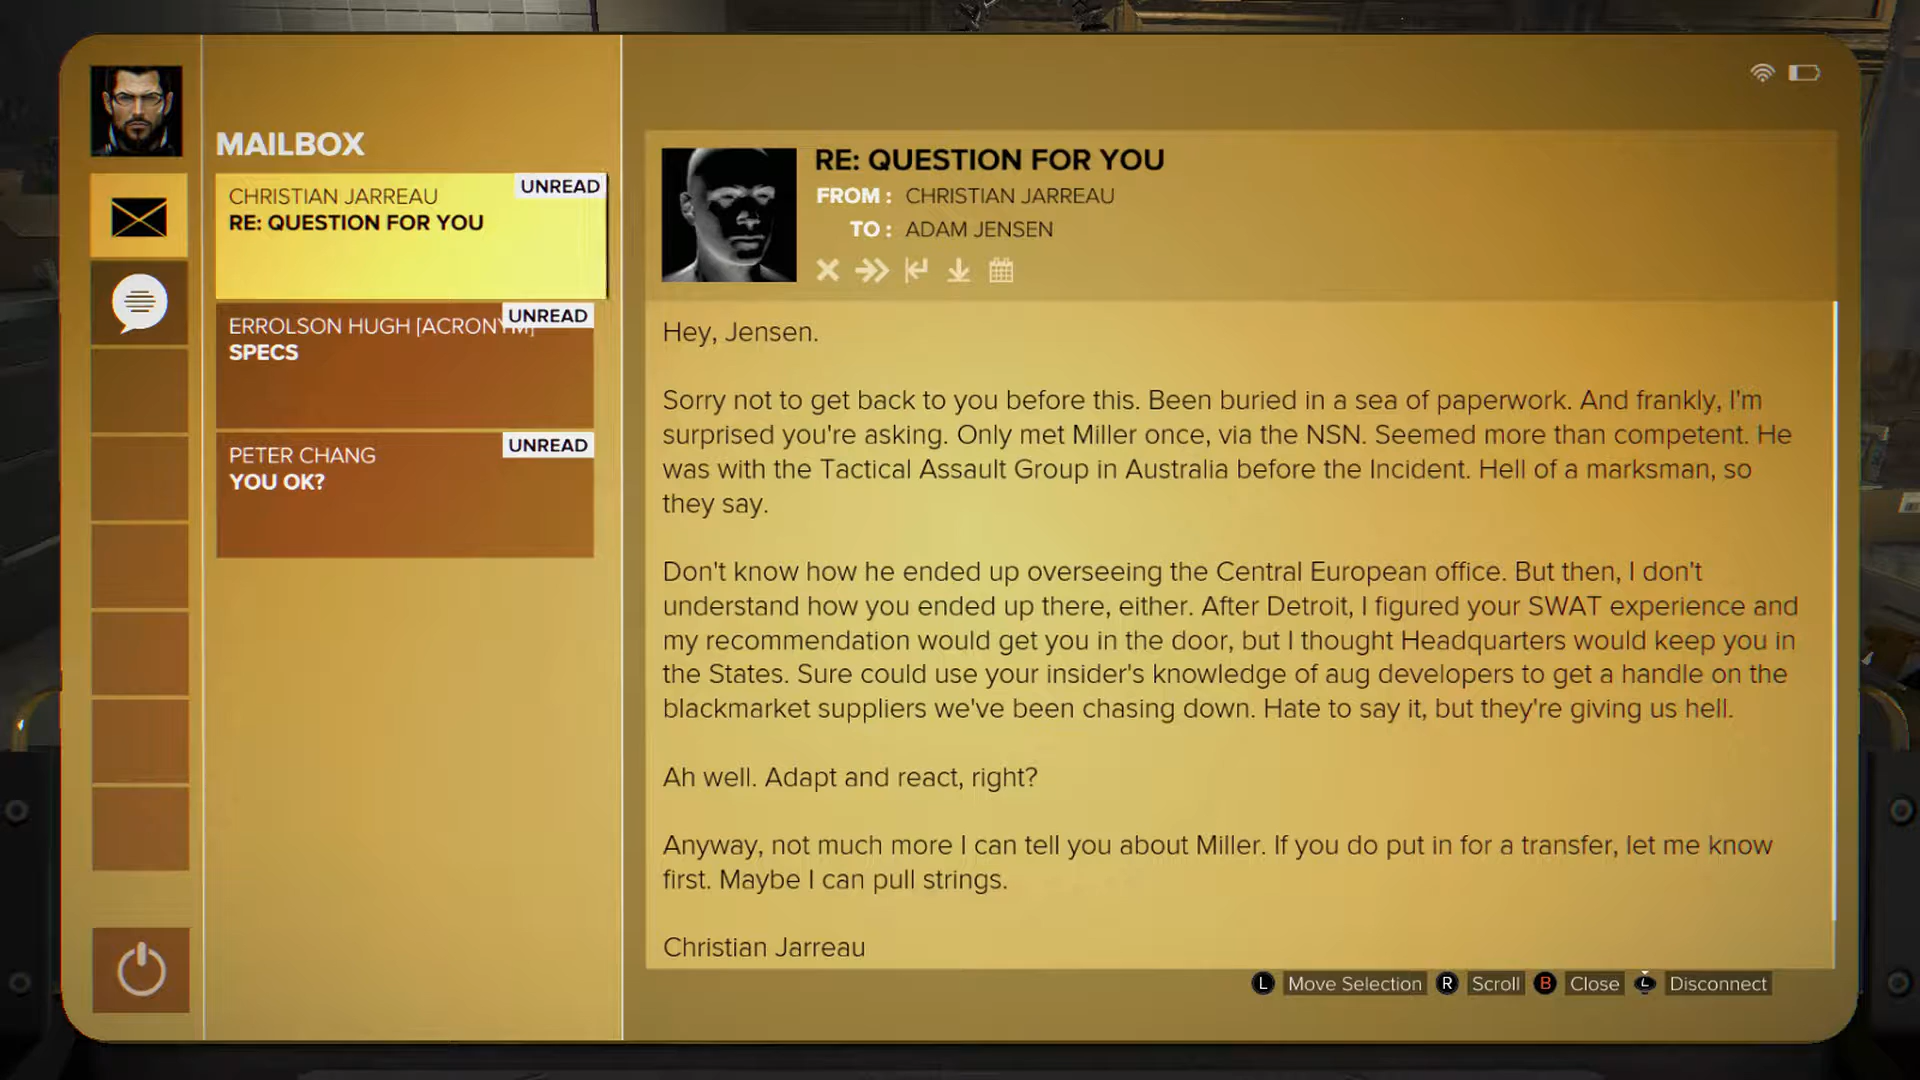 MAILBOX
CHRISTIAN JARREAU
UNREAD
RE: QUESTION FOR YOU
ERROLSON HUGH [ACRONYM]
UNREAD
SPECS
PETER CHANG
UNREAD
YOU OK?
RE: QUESTION FOR YOU
FROM : CHRISTIAN JARREAU
TO : ADAM JENSEN
Hey, Jensen.
Sorry not to get back to you before this. Been buried in a sea of paperwork. And frankly, I'm
surprised you're asking. Only met Miller once, via the NSN. Seemed more than competent. He
was with the Tactical Assault Group in Australia before the Incident. Hell of a marksman, so
they say.
Don't know how he ended up overseeing the Central European office. But then, I don't
understand how you ended up there, either. After Detroit, I figured your SWAT experience and
my recommendation would get you in the door, but I thought Headquarters would keep you in
the States. Sure could use your insider's knowledge of aug developers to get a handle on the
blackmarket suppliers we've been chasing down. Hate to say it, but they're giving us hell.
Ah well. Adapt and react, right?
Anyway, not much more I can tell you about Miller. If you do put in for a transfer, let me know
first. Maybe I can pull strings.
Christian Jarreau
L Move Selection R Scroll B Close L Disconnect